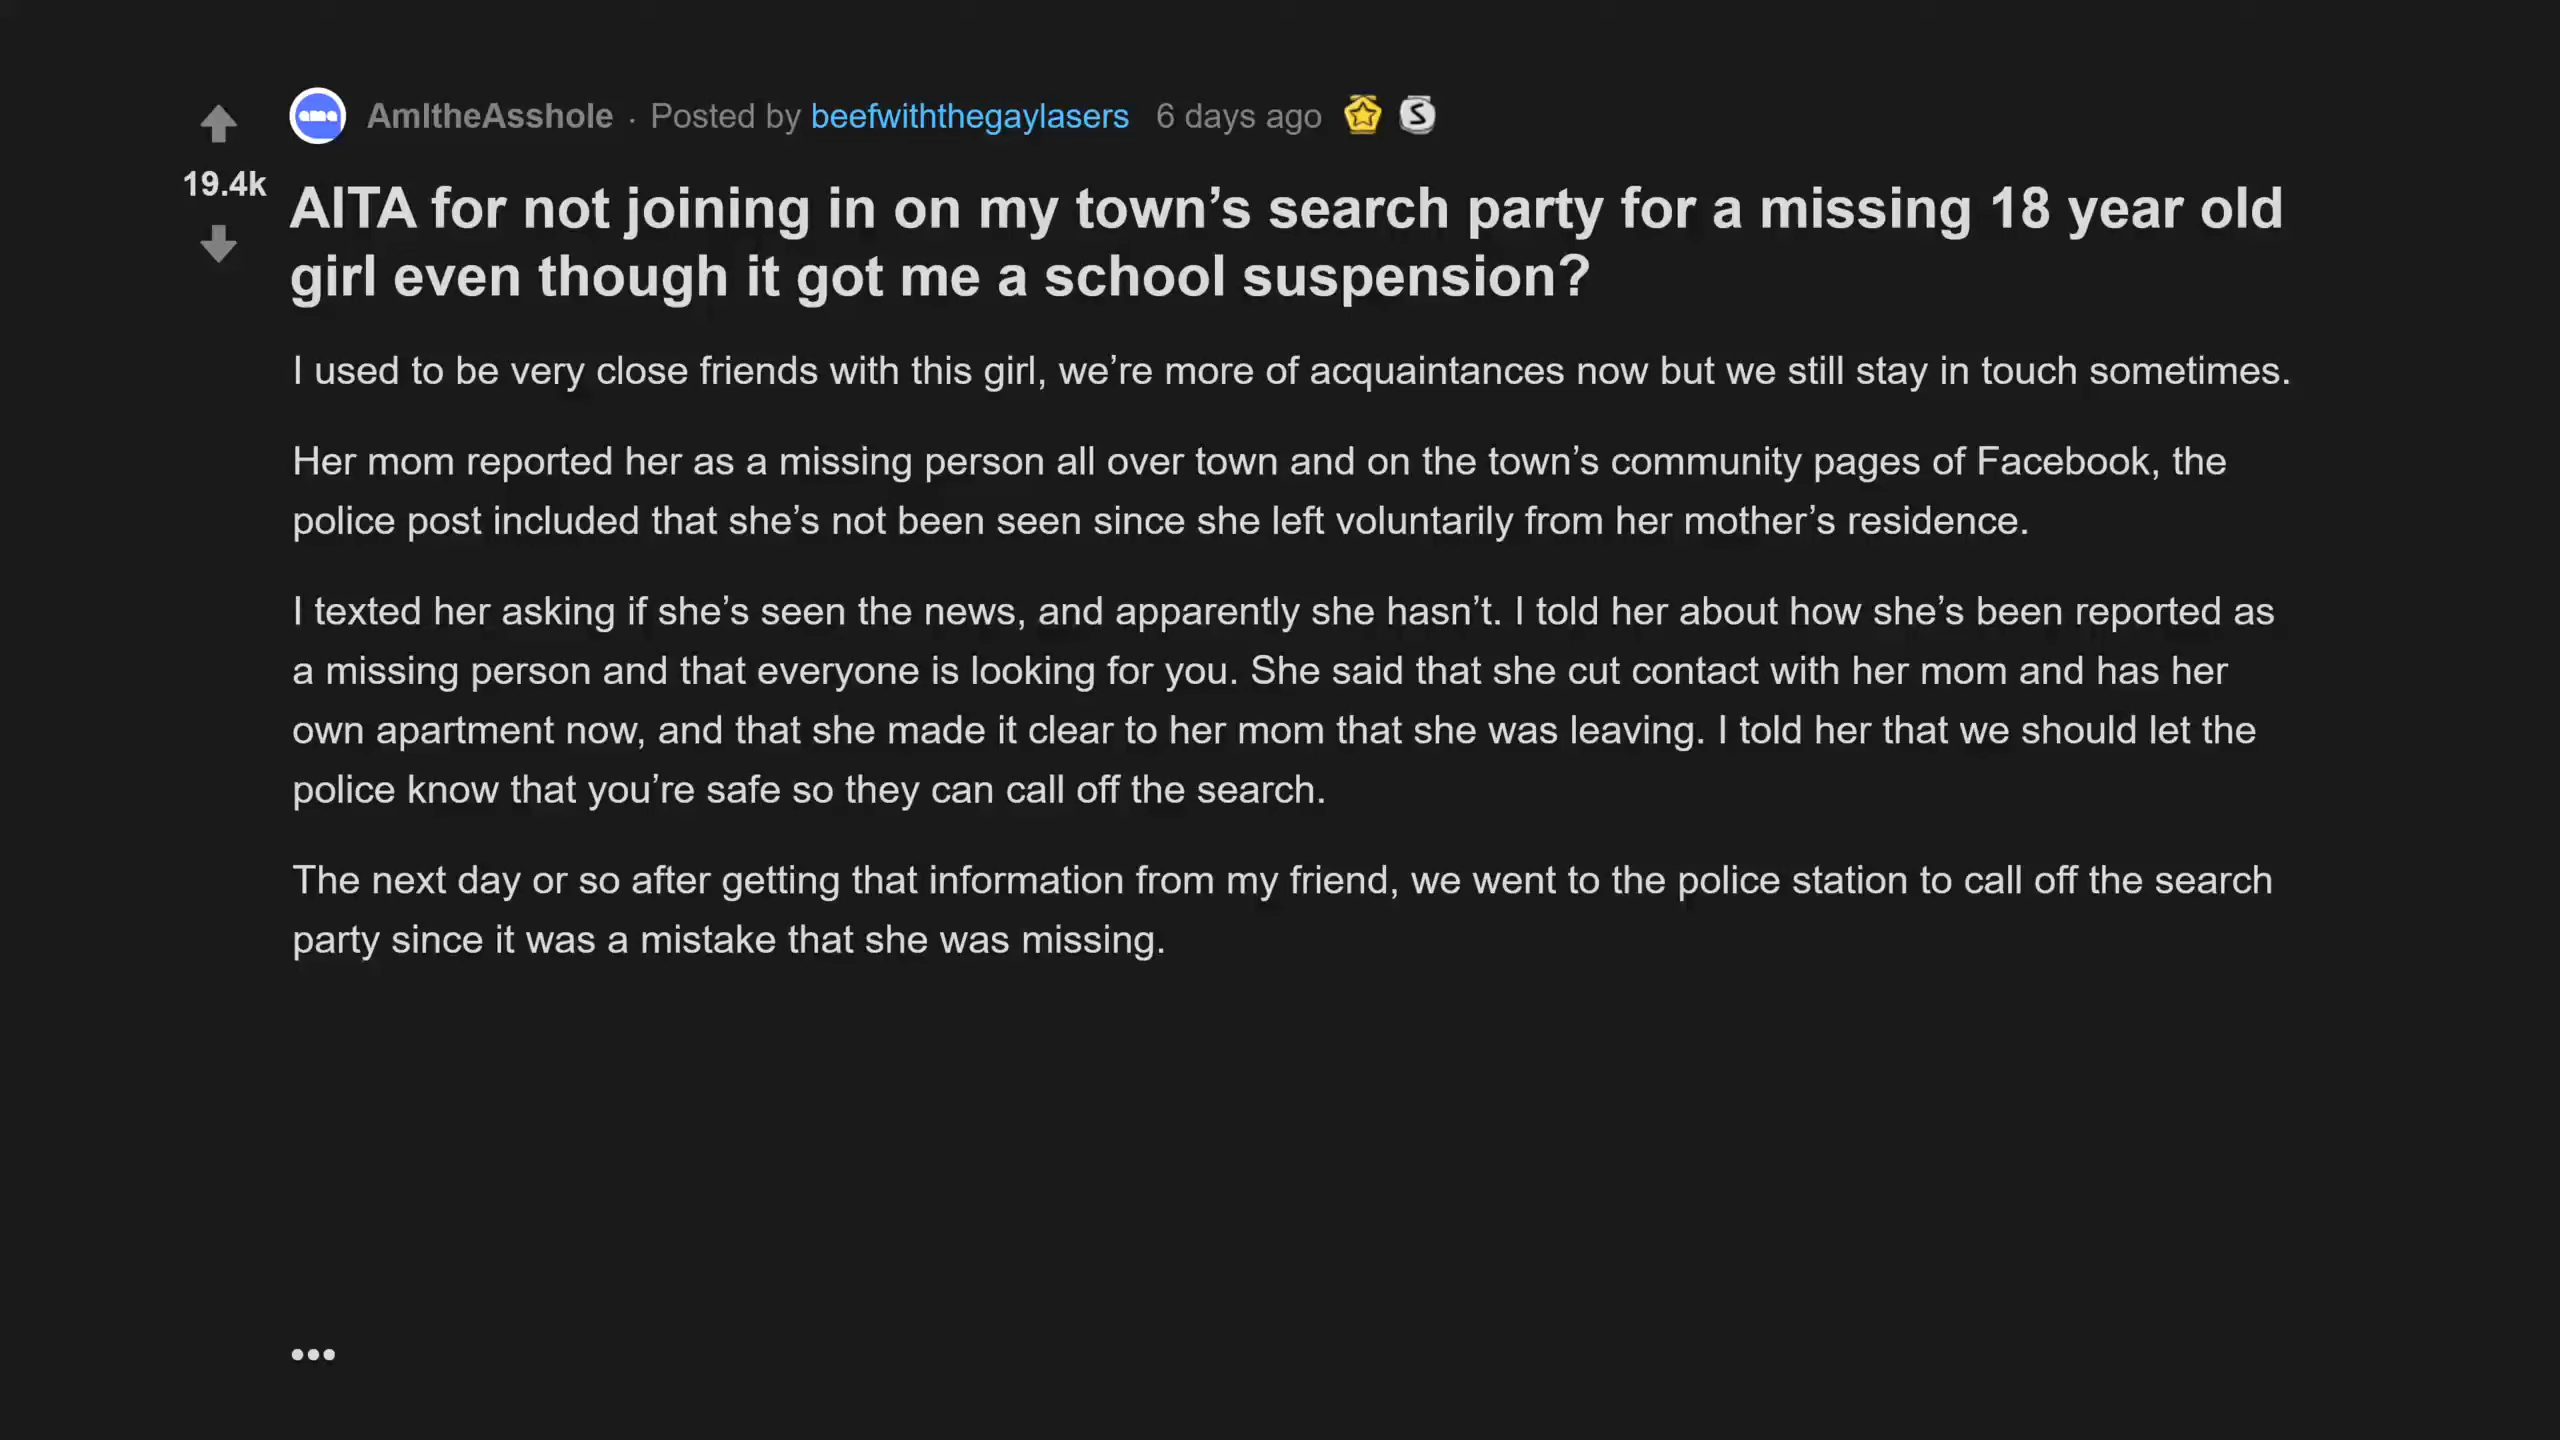 AmItheAsshole · Posted by beefwiththegaylasers 6 days ago
19.4k
AITA for not joining in on my town’s search party for a missing 18 year old
girl even though it got me a school suspension?
I used to be very close friends with this girl, we’re more of acquaintances now but we still stay in touch sometimes.
Her mom reported her as a missing person all over town and on the town’s community pages of Facebook, the
police post included that she’s not been seen since she left voluntarily from her mother’s residence.
I texted her asking if she’s seen the news, and apparently she hasn’t. I told her about how she’s been reported as
a missing person and that everyone is looking for you. She said that she cut contact with her mom and has her
own apartment now, and that she made it clear to her mom that she was leaving. I told her that we should let the
police know that you’re safe so they can call off the search.
The next day or so after getting that information from my friend, we went to the police station to call off the search
party since it was a mistake that she was missing.
•••